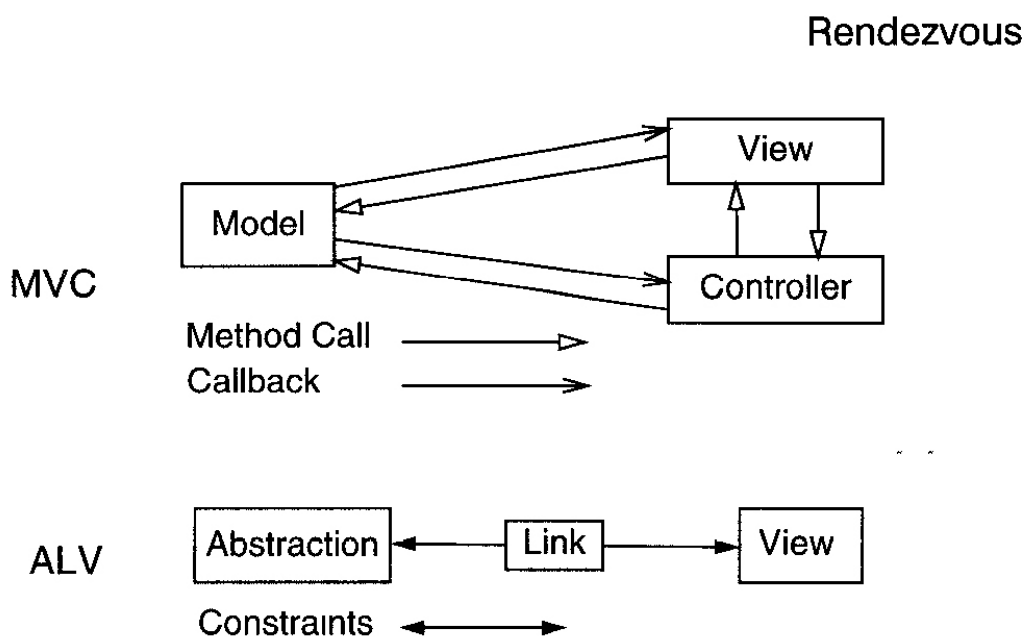 Rendezvous
View
Model
MVC
Controller
Method Call
Callback
ALV
Abstraction
Link
View
Constraints